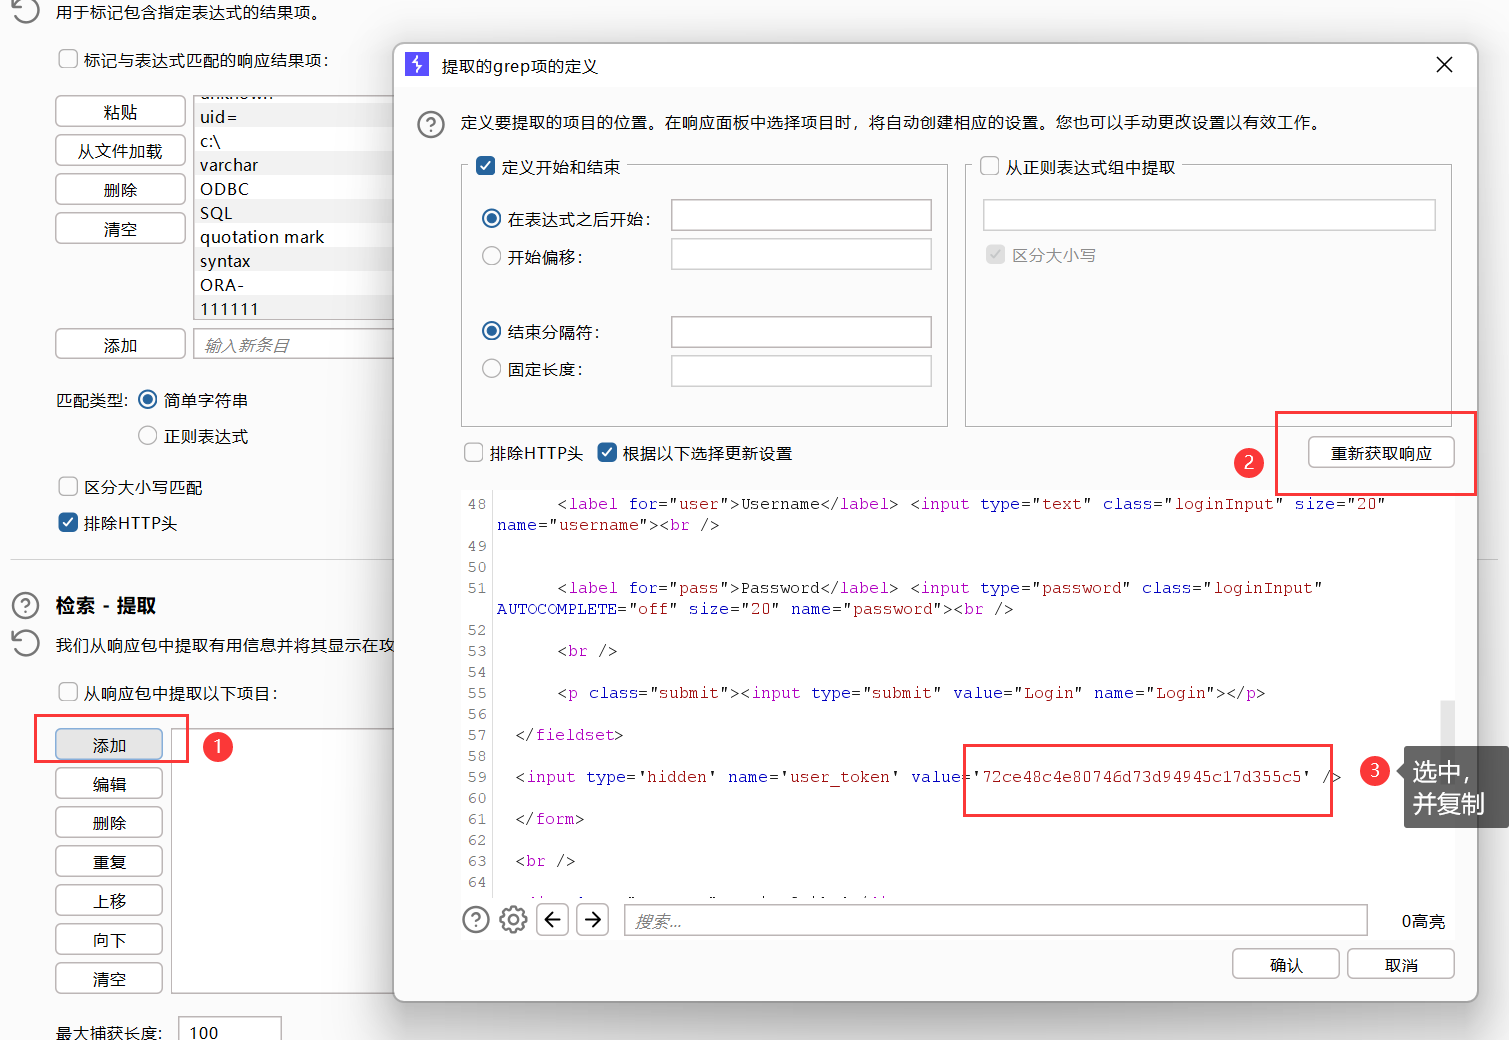 用于标记包含指定表达式的结果项。
标记与表达式匹配的响应结果项：
粘贴
从文件加载
删除
清空
unknown
uid=
c:\
varchar
ODBC
SQL
quotation mark
syntax
ORA-
111111
添加
输入新条目
匹配类型:
简单字符串
正则表达式
区分大小写匹配
排除HTTP头
检索 - 提取
我们从响应包中提取有用信息并将其显示在攻
从响应包中提取以下项目：
添加
1
编辑
删除
重复
上移
向下
清空
最大捕获长度:
100
提取的grep项的定义
定义要提取的项目的位置。在响应面板中选择项目时，将自动创建相应的设置。您也可以手动更改设置以有效工作。
定义开始和结束
在表达式之后开始：
开始偏移：
结束分隔符：
固定长度：
从正则表达式组中提取
区分大小写
排除HTTP头
根据以下选择更新设置
2
重新获取响应
48 <label for="user">Username</label> <input type="text" class="loginInput" size="20"
name="username"><br />
49
50
51 <label for="pass">Password</label> <input type="password" class="loginInput"
AUTOCOMPLETE="off" size="20" name="password"><br />
52
53 <br />
54
55 <p class="submit"><input type="submit" value="Login" name="Login"></p>
56
57 </fieldset>
58
59 <input type='hidden' name='user_token' value='72ce48c4e80746d73d94945c17d355c5' />
60
61 </form>
62
63 <br />
64
3
选中，
并复制
搜索...
0高亮
确认
取消